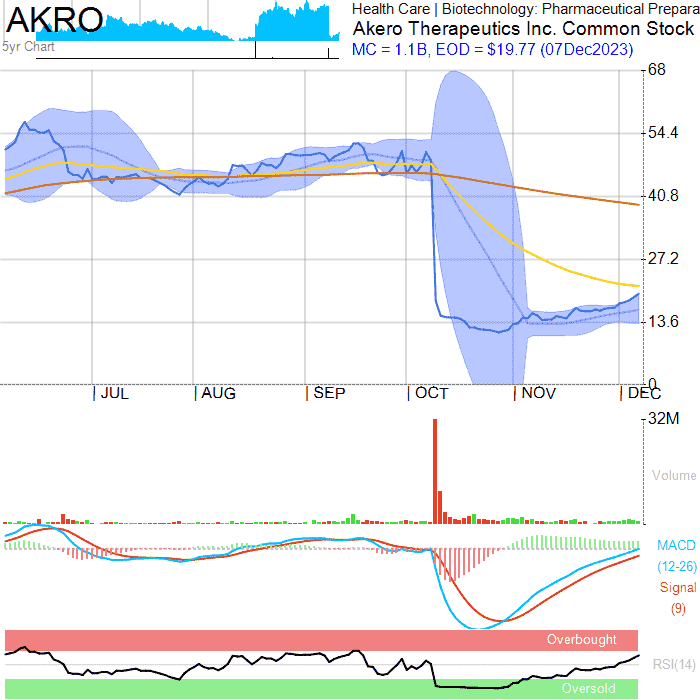 AKRO
5yr Chart
Health Care | Biotechnology: Pharmaceutical Prepara
Akero Therapeutics Inc. Common Stock
MC = 1.1B, EOD = $19.77 (07Dec2023)
68
54.4
40.8
27.2
13.6
0
JUL
AUG
SEP
OCT
NOV
DEC
32M
Volume
MACD
(12-26)
Signal
(9)
Overbought
RSI(14)
Oversold